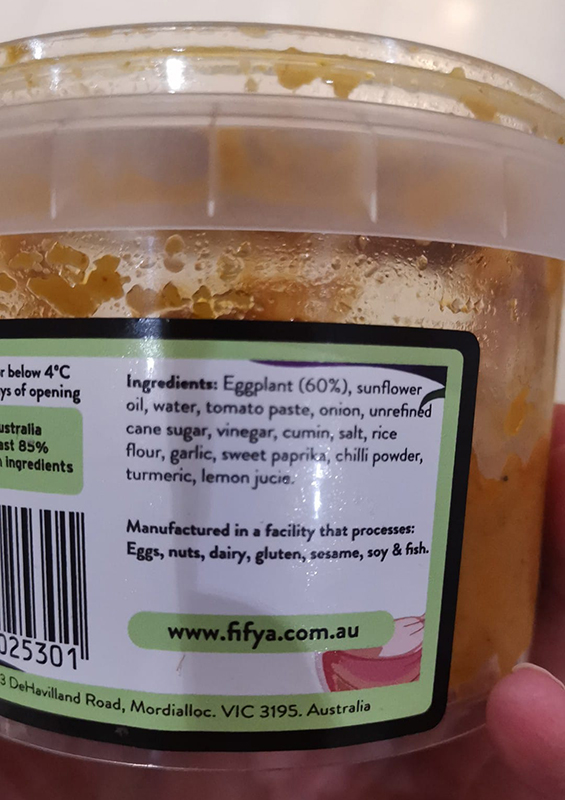 r below 4°C
ys of opening
ustralia
ast 85%
n ingredients
Ingredients: Eggplant (60%), sunflower
oil, water, tomato paste, onion, unrefined
cane sugar, vinegar, cumin, salt, rice
flour, garlic, sweet paprika, chilli powder,
turmeric, lemon jucie.
Manufactured in a facility that processes:
Eggs, nuts, dairy, gluten, sesame, soy & fish.
025301
www.fifya.com.au
3 DeHavilland Road, Mordialloc. VIC 3195. Australia